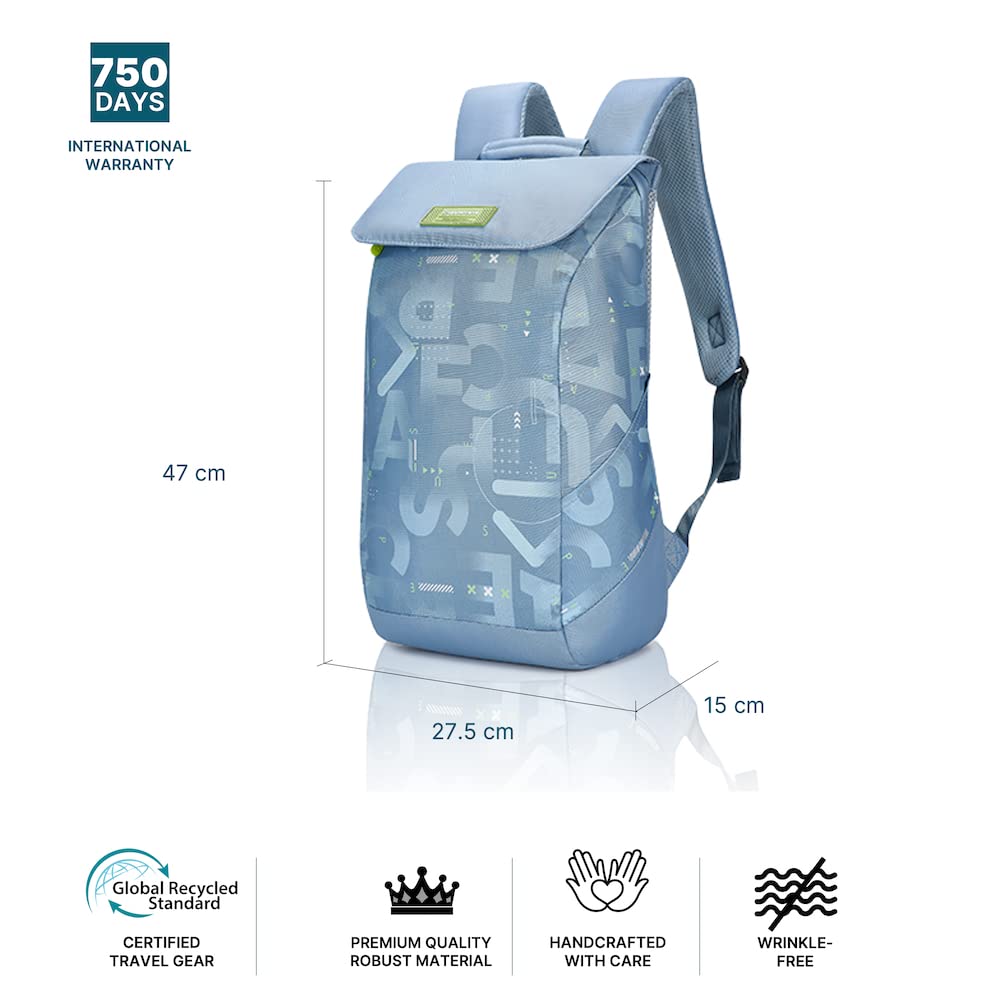 750
DAYS
INTERNATIONAL
WARRANTY
47 cm
27.5 cm
15 cm
Global Recycled
Standard
CERTIFIED
TRAVEL GEAR
PREMIUM QUALITY
ROBUST MATERIAL
HANDCRAFTED
WITH CARE
WRINKLE-
FREE